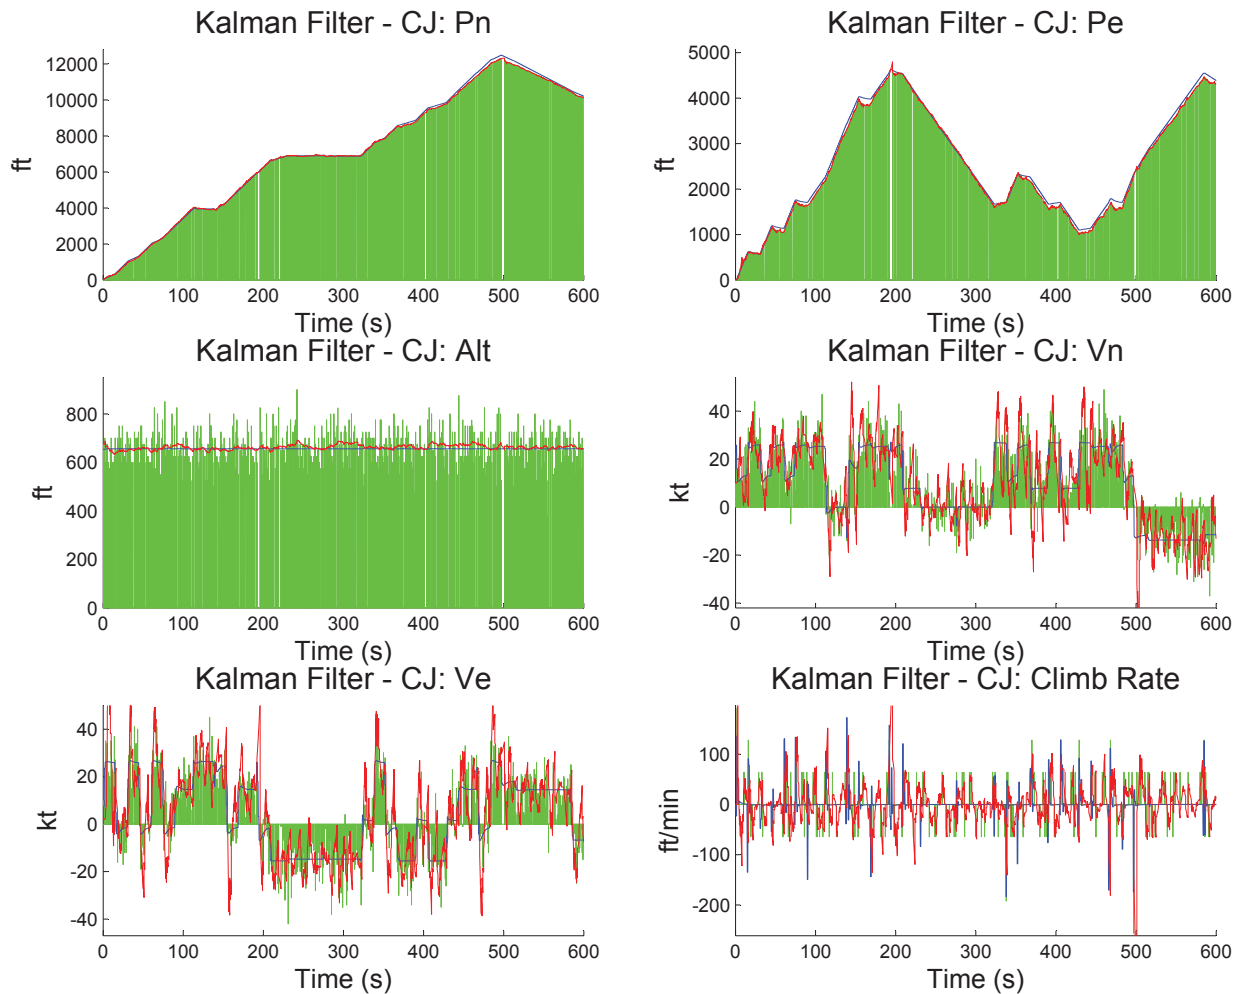 Kalman Filter - CJ: Pn
12000
10000
8000
6000
4000
2000
0
ft
0 100 200 300 400 500 600
Time (s)
Kalman Filter - CJ: Pe
5000
4000
3000
2000
1000
0
ft
0 100 200 300 400 500 600
Time (s)
Kalman Filter - CJ: Alt
800
600
400
200
0
ft
0 100 200 300 400 500 600
Time (s)
Kalman Filter - CJ: Vn
40
20
0
-20
-40
kt
0 100 200 300 400 500 600
Time (s)
Kalman Filter - CJ: Ve
40
20
0
-20
-40
kt
0 100 200 300 400 500 600
Time (s)
Kalman Filter - CJ: Climb Rate
100
0
-100
-200
ft/min
0 100 200 300 400 500 600
Time (s)